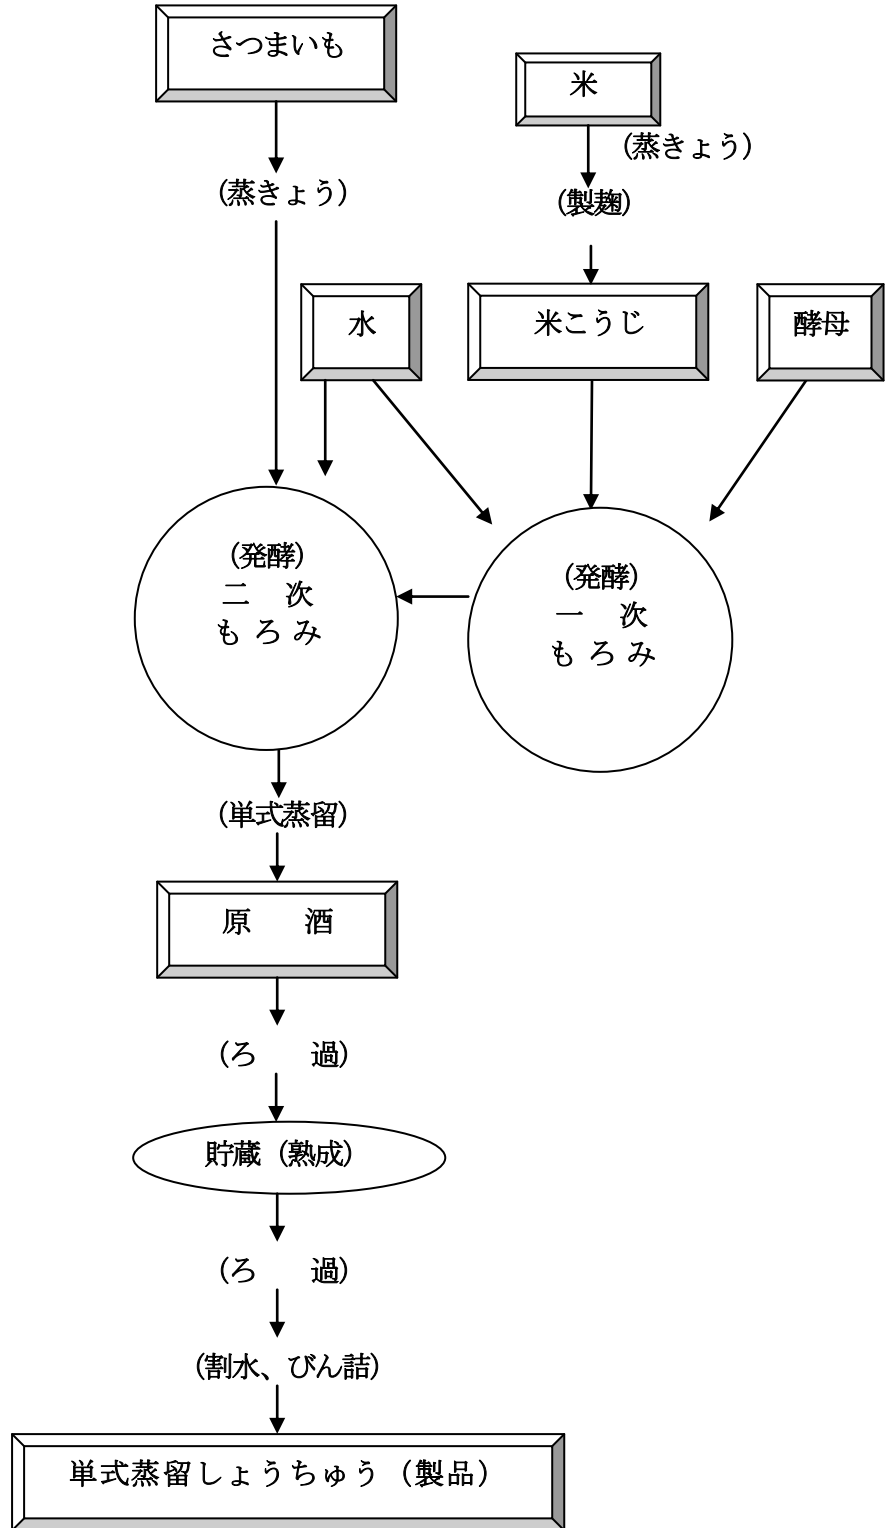 さつまいも
米
(蒸きょう)
(蒸きょう)
(製麹)
水
米こうじ
酵母
(発酵)
二　次
も ろ み
(発酵)
一　次
も ろ み
(単式蒸留)
原　　酒
(ろ　　過)
貯蔵（熟成）
(ろ　　過)
(割水、びん詰)
単式蒸留しょうちゅう（製品）